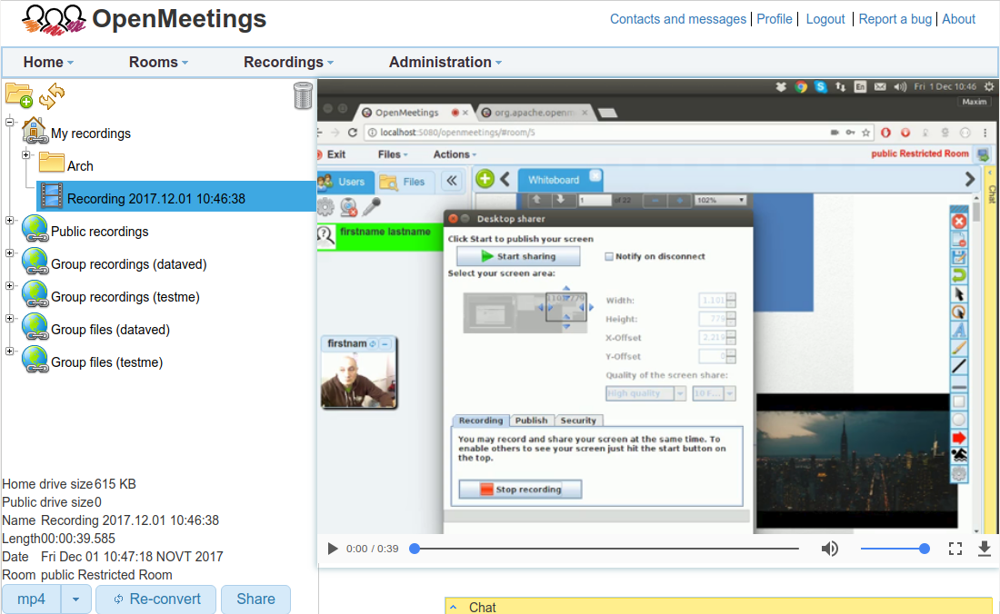 OpenMeetings
Contacts and messages | Profile | Logout | Report a bug | About
Home Rooms Recordings Administration
My recordings
Arch
Recording 2017.12.01 10:46:38
Public recordings
Group recordings (dataved)
Group recordings (testme)
Group files (dataved)
Group files (testme)
Home drive size 615 KB
Public drive size 0
Name Recording 2017.12.01 10:46:38
Length 00:00:39.585
Date Fri Dec 01 10:47:18 NOVT 2017
Room public Restricted Room
mp4 Re-convert Share
En Fri 1 Dec 10:46
Maxim
OpenMeetings org.apache.openm
localhost:5080/openmeetings/#room/5
Exit Files Actions public Restricted Room
Users Files Whiteboard
Chat
1 of 22 102%
firstname lastname
Desktop sharer
Click Start to publish your screen
Start sharing Notify on disconnect
Select your screen area:
Width: 1,101
Height: 779
X-Offset 2,219
Y-Offset 0
Quality of the screen share:
High quality 10 F...
firstnam
Recording Publish Security
You may record and share your screen at the same time. To
enable others to see your screen just hit the start button on
the top.
Stop recording
0:00 / 0:39
Chat